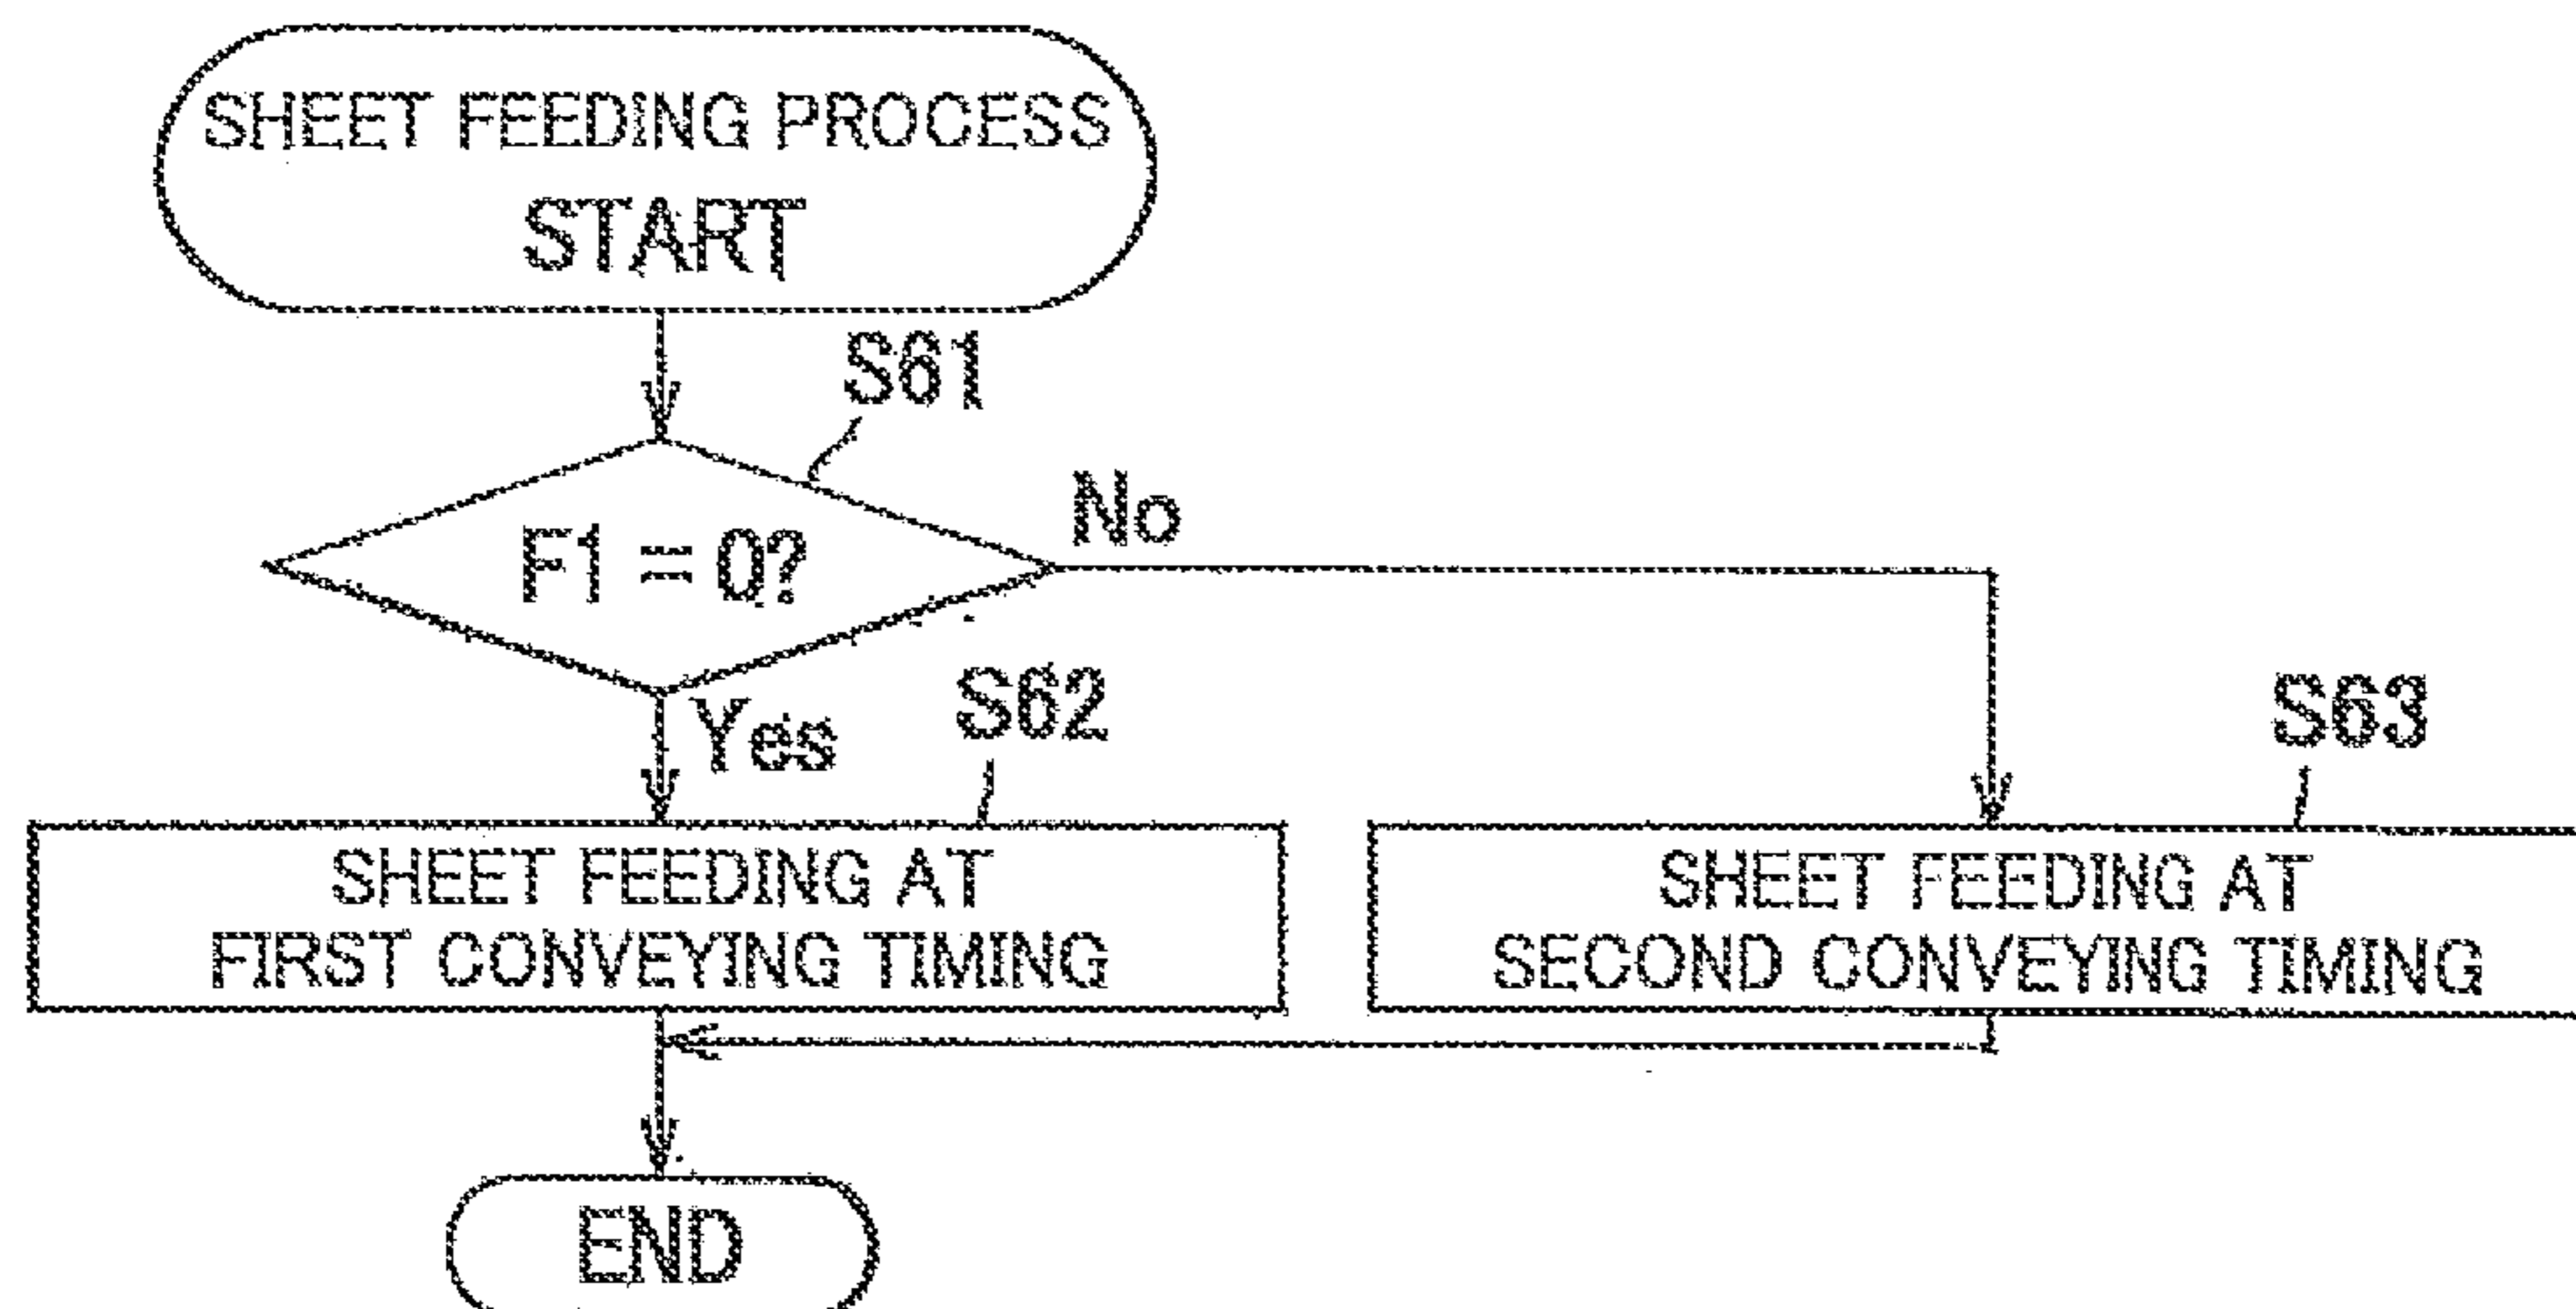 SHEET FEEDING PROCESS
START
S61
F1 = 0?
No
Yes
S62
S63
SHEET FEEDING AT
FIRST CONVEYING TIMING
SHEET FEEDING AT
SECOND CONVEYING TIMING
END